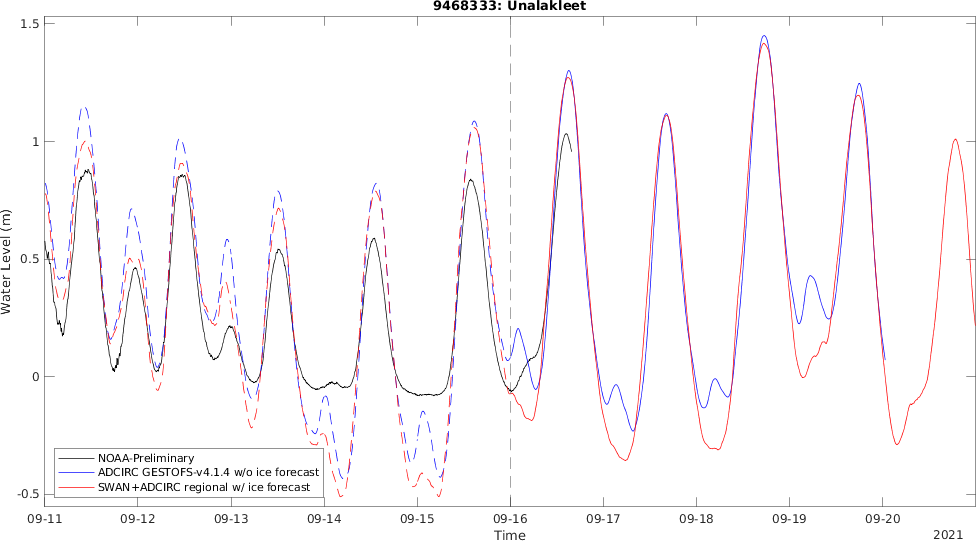 9468333: Unalakleet
1.5
1
0.5
0
-0.5
Water Level (m)
NOAA-Preliminary
ADCIRC GESTOFS-v4.1.4 w/o ice forecast
SWAN+ADCIRC regional w/ ice forecast
09-11 09-12 09-13 09-14 09-15 09-16 09-17 09-18 09-19 09-20
Time
2021